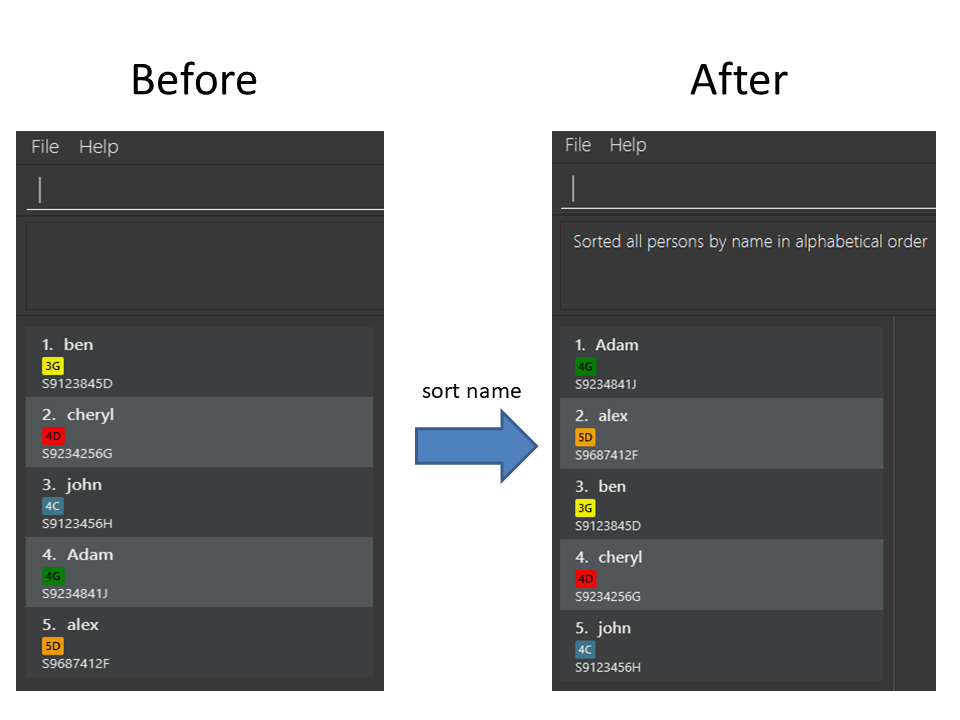 Before
File Help
1. ben
3G
S9123845D
2. cheryl
4D
S9234256G
3. john
4C
S9123456H
4. Adam
4G
S9234841J
5. alex
5D
S9687412F
sort name
After
File Help
Sorted all persons by name in alphabetical order
1. Adam
4G
S9234841J
2. alex
5D
S9687412F
3. ben
3G
S9123845D
4. cheryl
4D
S9234256G
5. john
4C
S9123456H